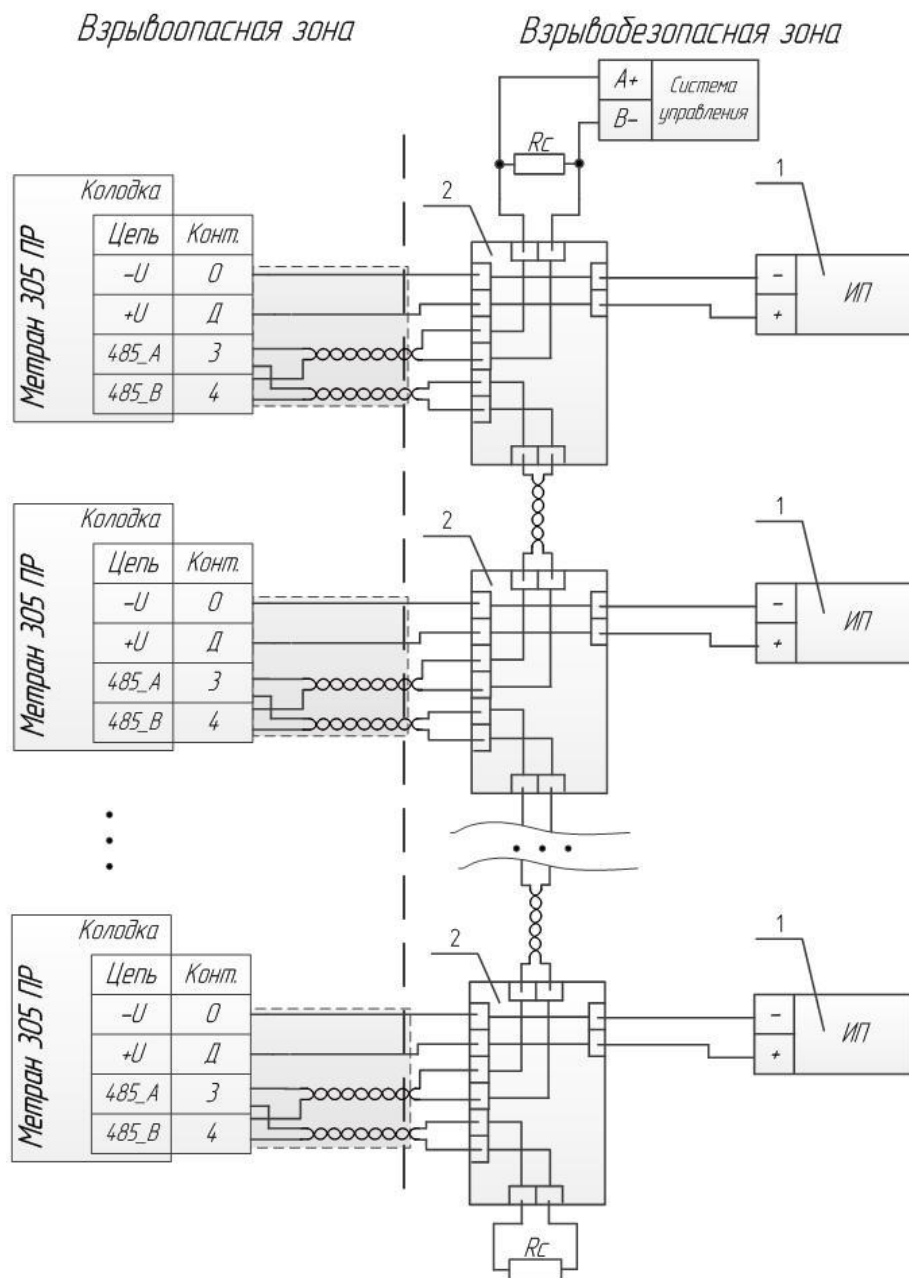 Взрывоопасная зона
Взрывобезопасная зона
A+
B-
Система управления
Rc
Метран 305 ПР
Колодка
Цепь Конт.
-U 0
+U Д
485_A 3
485_B 4
2
1
-
+
ИП
Метран 305 ПР
Колодка
Цепь Конт.
-U 0
+U Д
485_A 3
485_B 4
2
1
-
+
ИП
Метран 305 ПР
Колодка
Цепь Конт.
-U 0
+U Д
485_A 3
485_B 4
2
1
-
+
ИП
Rc